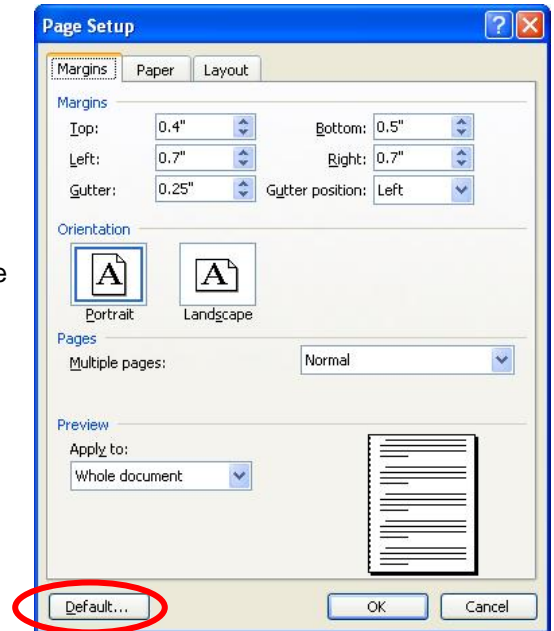 Page Setup
Margins Paper Layout
Margins
Top: 0.4" Bottom: 0.5"
Left: 0.7" Right: 0.7"
Gutter: 0.25" Gutter position: Left
Orientation
e
A A
Portrait Landscape
Pages
Multiple pages: Normal
Preview
Apply to:
Whole document
Default... OK Cancel